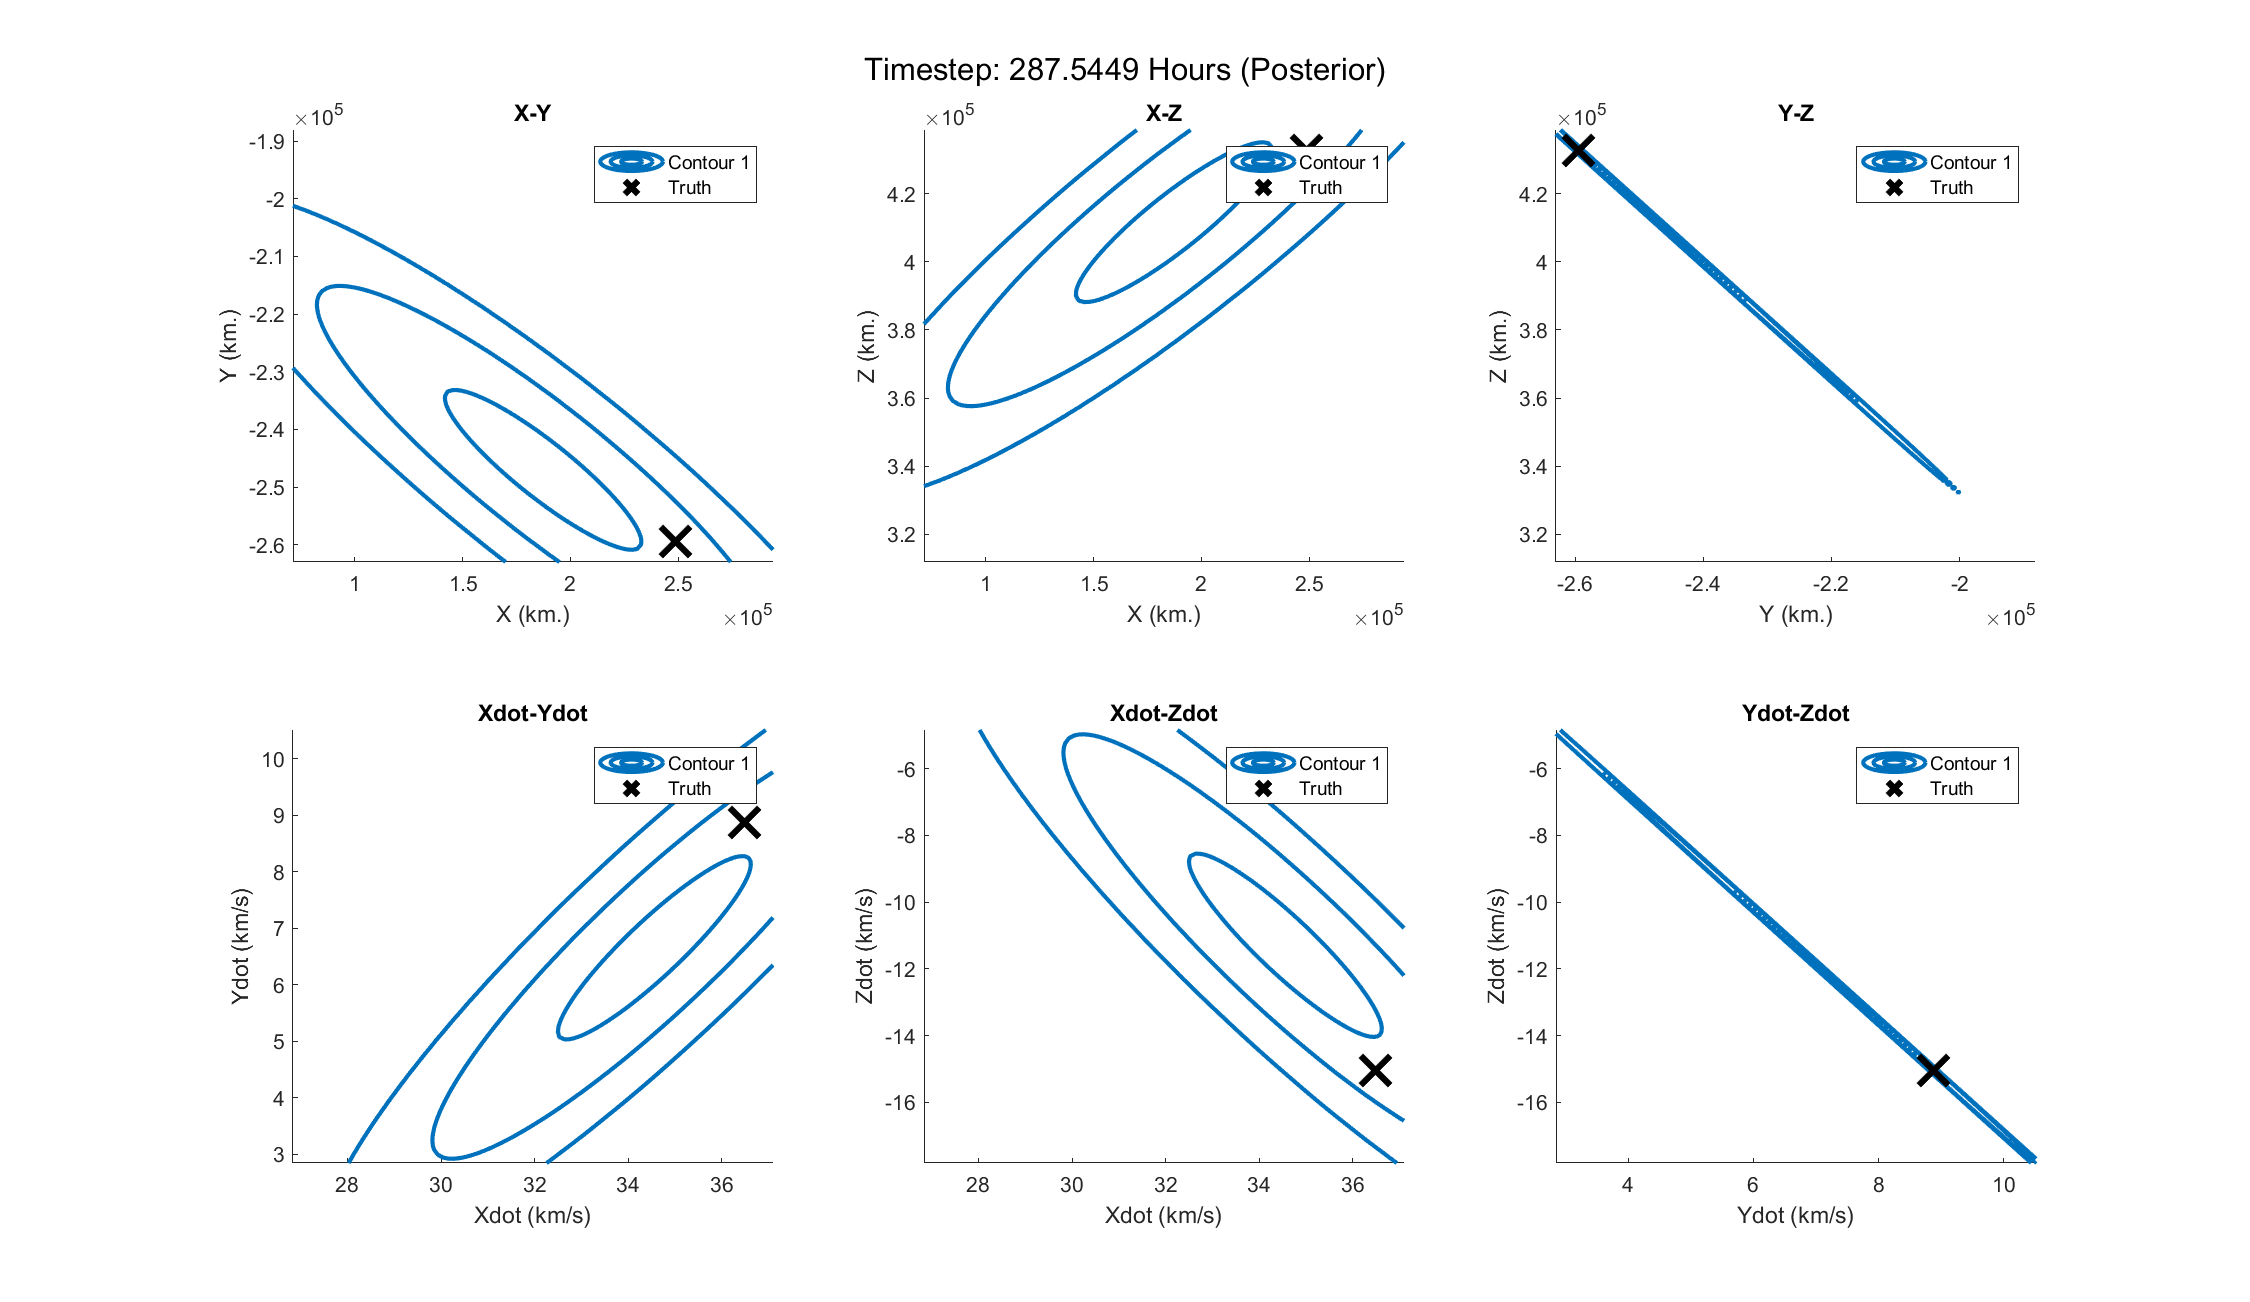 Timestep: 287.5449 Hours (Posterior)
X-Y
×10^5
-1.9
-2
-2.1
-2.2
-2.3
-2.4
-2.5
-2.6
Y (km.)
1 1.5 2 2.5
X (km.)
×10^5
Contour 1
Truth
X-Z
×10^5
4.2
4
3.8
3.6
3.4
3.2
Z (km.)
1 1.5 2 2.5
X (km.)
×10^5
Contour 1
Truth
Y-Z
×10^5
4.2
4
3.8
3.6
3.4
3.2
Z (km.)
-2.6 -2.4 -2.2 -2
Y (km.)
×10^5
Contour 1
Truth
Xdot-Ydot
10
9
8
7
6
5
4
3
Ydot (km/s)
28 30 32 34 36
Xdot (km/s)
Contour 1
Truth
Xdot-Zdot
-6
-8
-10
-12
-14
-16
Zdot (km/s)
28 30 32 34 36
Xdot (km/s)
Contour 1
Truth
Ydot-Zdot
-6
-8
-10
-12
-14
-16
Zdot (km/s)
4 6 8 10
Ydot (km/s)
Contour 1
Truth